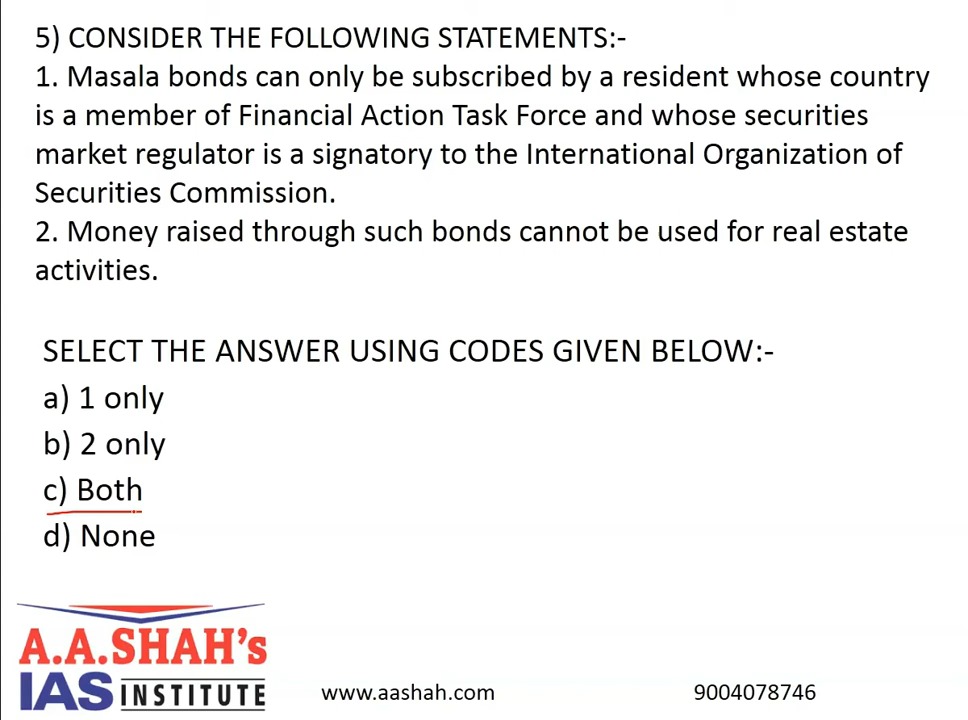 5) CONSIDER THE FOLLOWING STATEMENTS:-
1. Masala bonds can only be subscribed by a resident whose country
is a member of Financial Action Task Force and whose securities
market regulator is a signatory to the International Organization of
Securities Commission.
2. Money raised through such bonds cannot be used for real estate
activities.
SELECT THE ANSWER USING CODES GIVEN BELOW:-
a) 1 only
b) 2 only
c) Both
d) None
A.A.SHAH's
IAS INSTITUTE
www.aashah.com
9004078746